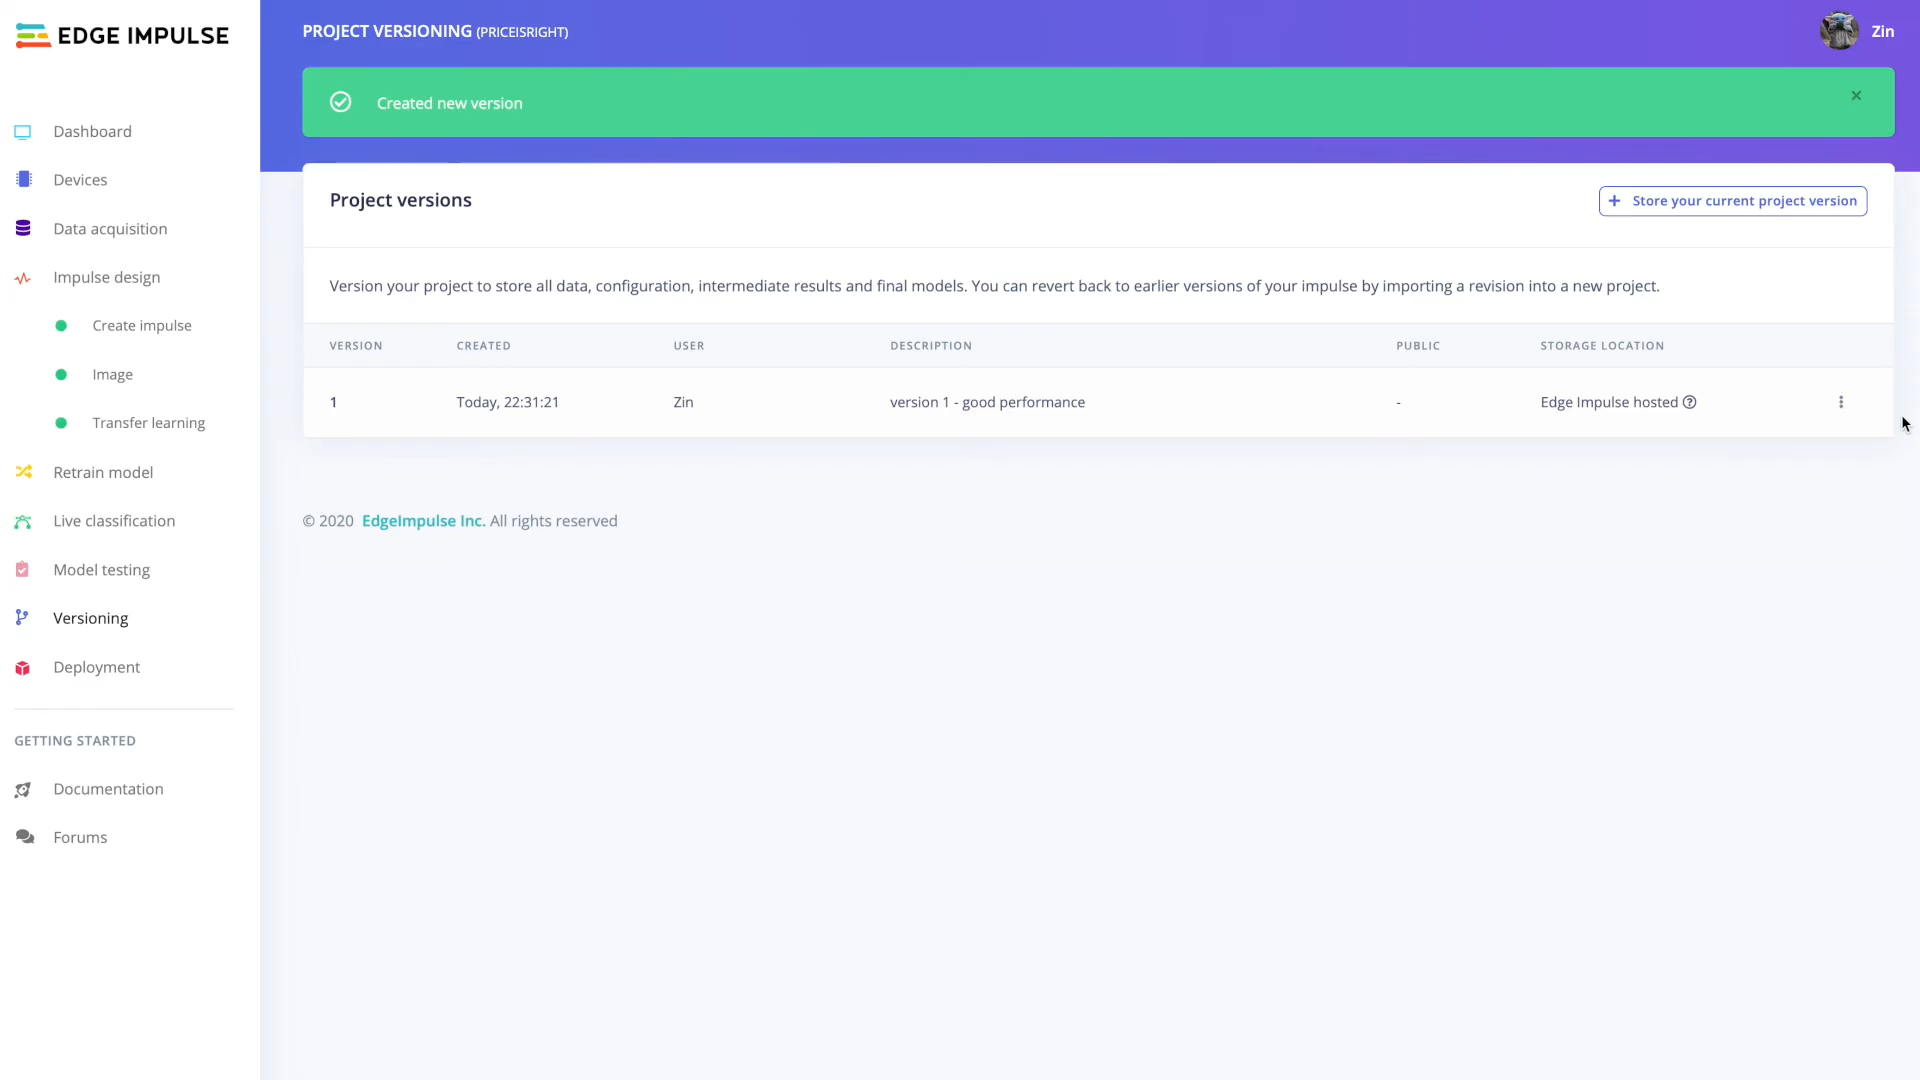 EDGE IMPULSE
PROJECT VERSIONING (PRICEISRIGHT)
Zin
Created new version
×
Dashboard
Devices
Data acquisition
Impulse design
Create impulse
Image
Transfer learning
Retrain model
Live classification
Model testing
Versioning
Deployment
GETTING STARTED
Documentation
Forums
Project versions
+ Store your current project version
Version your project to store all data, configuration, intermediate results and final models. You can revert back to earlier versions of your impulse by importing a revision into a new project.
VERSION CREATED USER DESCRIPTION PUBLIC STORAGE LOCATION
1 Today, 22:31:21 Zin version 1 - good performance - Edge Impulse hosted ?
© 2020 EdgeImpulse Inc. All rights reserved